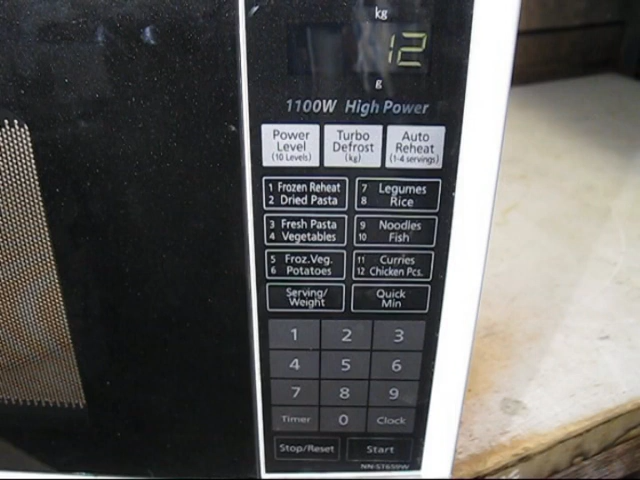 kg
12
g
1100W High Power
Power Level (10 Levels)
Turbo Defrost (kg)
Auto Reheat (1-4 servings)
1 Frozen Reheat
2 Dried Pasta
7 Legumes
8 Rice
3 Fresh Pasta
4 Vegetables
9 Noodles
10 Fish
5 Froz.Veg.
6 Potatoes
11 Curries
12 Chicken Pcs.
Serving/Weight
Quick Min
1 2 3
4 5 6
7 8 9
Timer 0 Clock
Stop/Reset Start
NN-ST659W